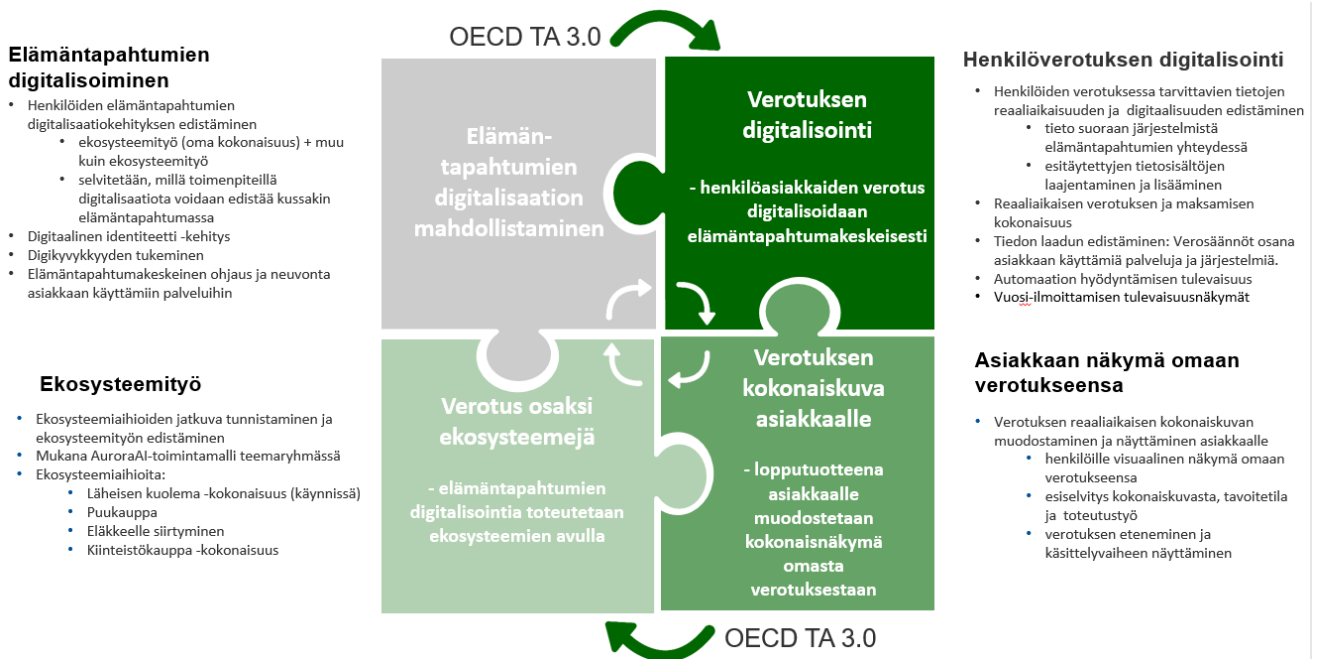 OECD TA 3.0
Elämäntapahtumien
digitalisoiminen
• Henkilöiden elämäntapahtumien
digitalisaatiokehityksen edistäminen
• ekosysteemityö (oma kokonaisuus) + muu
kuin ekosysteemityö
• selvitetään, millä toimenpiteillä
digitalisaatiota voidaan edistää kussakin
elämäntapahtumassa
• Digitaalinen identiteetti -kehitys
• Digikyvykkyyden tukeminen
• Elämäntapahtumakeskeinen ohjaus ja neuvonta
asiakkaan käyttämiin palveluihin
Elämän-
tapahtumien
digitalisaation
mahdollistaminen
Verotuksen
digitalisointi
- henkilöasiakkaiden verotus
digitalisoidaan
elämäntapahtumakeskeisesti
Henkilöverotuksen digitalisointi
• Henkilöiden verotuksessa tarvittavien tietojen
reaaliaikaisuuden ja digitaalisuuden edistäminen
• tieto suoraan järjestelmistä
elämäntapahtumien yhteydessä
• esitäytettyjen tietosisältöjen
laajentaminen ja lisääminen
• Reaaliaikaisen verotuksen ja maksamisen
kokonaisuus
• Tiedon laadun edistäminen: Verosäännöt osana
asiakkaan käyttämiä palveluja ja järjestelmiä.
• Automaation hyödyntämisen tulevaisuus
• Vuosi-ilmoittamisen tulevaisuusnäkymät
Ekosysteemityö
• Ekosysteemiaihioiden jatkuva tunnistaminen ja
ekosysteemityön edistäminen
• Mukana AuroraAI-toimintamalli teemaryhmässä
• Ekosysteemiaihioita:
• Läheisen kuolema -kokonaisuus (käynnissä)
• Puukauppa
• Eläkkeelle siirtyminen
• Kiinteistökauppa -kokonaisuus
Verotus osaksi
ekosysteemejä
- elämäntapahtumien
digitalisointia toteutetaan
ekosysteemien avulla
Verotuksen
kokonaiskuva
asiakkaalle
- lopputuotteena
asiakkaalle
muodostetaan
kokonaisnäkymä
omasta
verotuksestaan
Asiakkaan näkymä omaan
verotukseensa
• Verotuksen reaaliaikaisen kokonaiskuvan
muodostaminen ja näyttäminen asiakkaalle
• henkilöille visuaalinen näkymä omaan
verotukseensa
• esiselvitys kokonaiskuvasta, tavoitetila
ja toteutustyö
• verotuksen eteneminen ja
käsittelyvaiheen näyttäminen
OECD TA 3.0